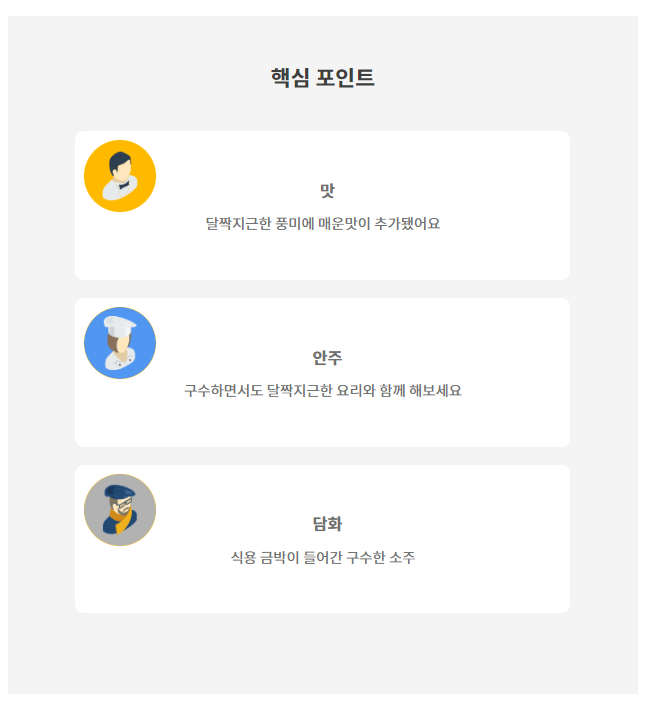 핵심 포인트
맛
달짝지근한 풍미에 매운맛이 추가됐어요
안주
구수하면서도 달짝지근한 요리와 함께 해보세요
담화
식용 금박이 들어간 구수한 소주